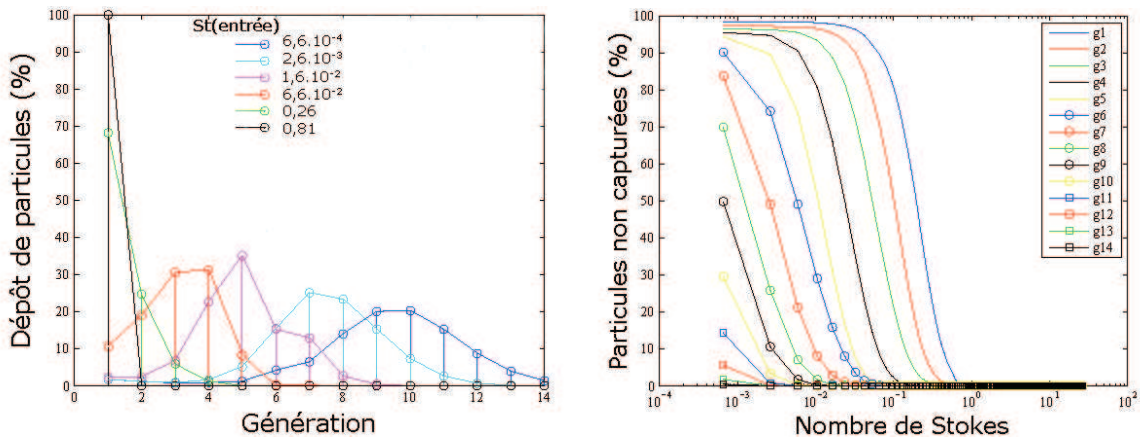 St(entrée)
6,6.10⁻⁴
2,6.10⁻³
1,6.10⁻²
6,6.10⁻²
0,26
0,81
Dépôt de particules (%)
100
90
80
70
60
50
40
30
20
10
0
0
2
4
6
8
10
12
14
Génération
Particules non capturées (%)
100
90
80
70
60
50
40
30
20
10
0
10⁻⁴
10⁻³
10⁻²
10⁻¹
10⁰
10¹
10²
Nombre de Stokes
g1
g2
g3
g4
g5
g6
g7
g8
g9
g10
g11
g12
g13
g14